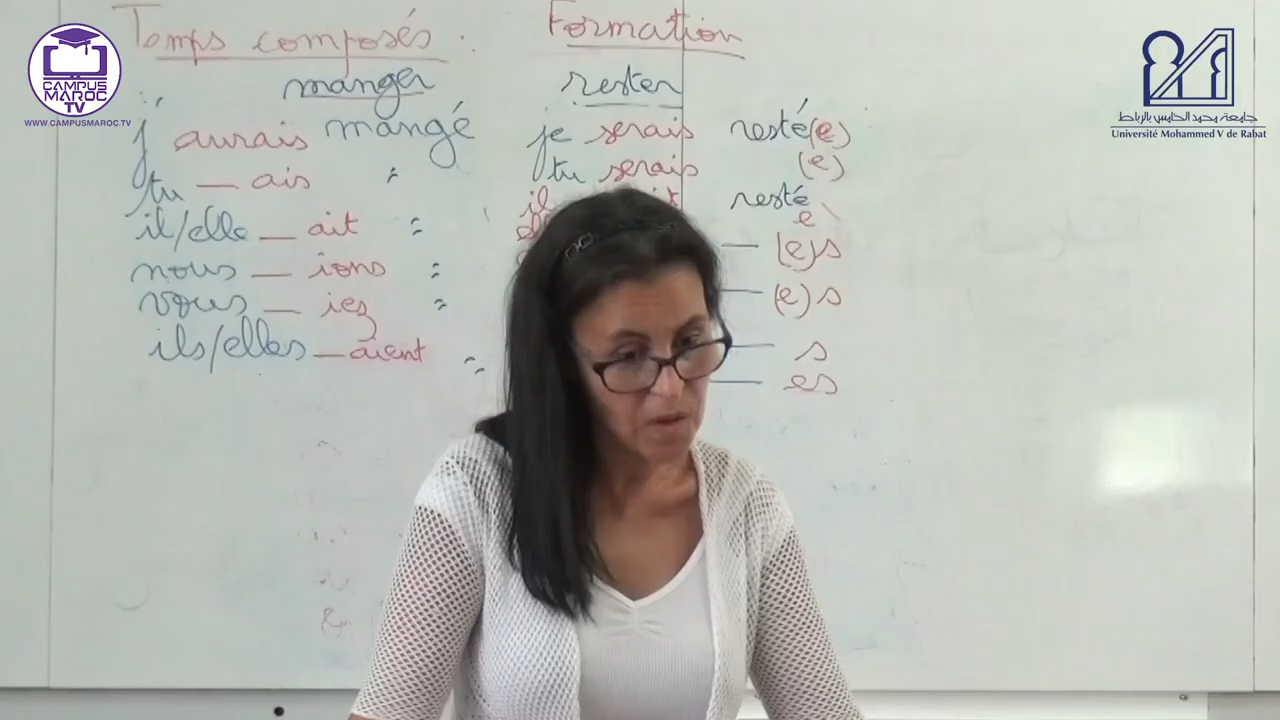 Temps composés : Formation
manger rester
j' aurais mangé je serais resté(e)
tu — ais " tu serais (e)
il/elle — ait " il resté
e
nous — ions " — (e)s
vous — iez " — (e)s
ils/elles — aient " — s
— es
CAMPUS
MAROC
TV
WWW.CAMPUSMAROC.TV
جامعة محمد الخامس بالرباط
Université Mohammed V de Rabat